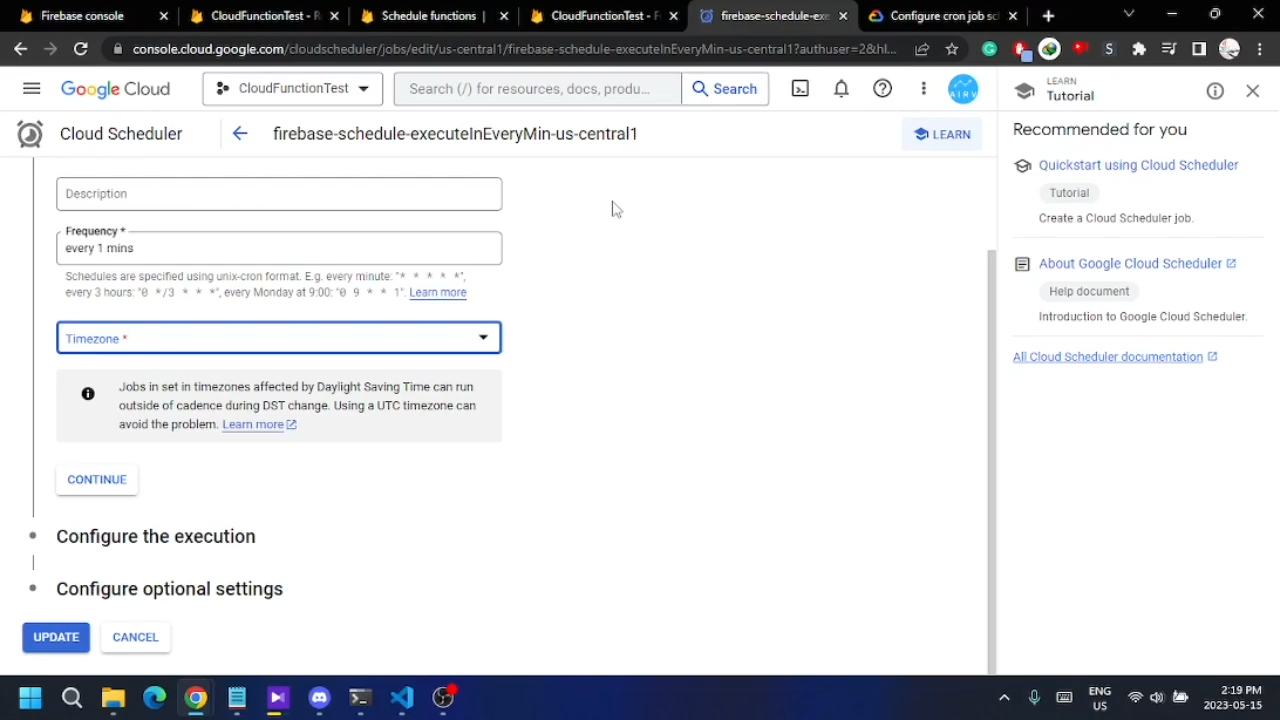 Firebase console
CloudFunctionTest - R
Schedule functions |
CloudFunctionTest - F
firebase-schedule-exe
Configure cron job sc
console.cloud.google.com/cloudscheduler/jobs/edit/us-central1/firebase-schedule-executeInEveryMin-us-central1?authuser=2&hl...
Google Cloud
CloudFunctionTest
Search (/) for resources, docs, produ...
Search
AIRV
LEARN
Tutorial
Cloud Scheduler
firebase-schedule-executeInEveryMin-us-central1
LEARN
Recommended for you
Quickstart using Cloud Scheduler
Tutorial
Create a Cloud Scheduler job.
About Google Cloud Scheduler
Help document
Introduction to Google Cloud Scheduler.
All Cloud Scheduler documentation
Description
Frequency *
every 1 mins
Schedules are specified using unix-cron format. E.g. every minute: "* * * * *",
every 3 hours: "0 */3 * * *", every Monday at 9:00: "0 9 * * 1". Learn more
Timezone *
Jobs in set in timezones affected by Daylight Saving Time can run
outside of cadence during DST change. Using a UTC timezone can
avoid the problem. Learn more
CONTINUE
Configure the execution
Configure optional settings
UPDATE
CANCEL
ENG
US
2:19 PM
2023-05-15